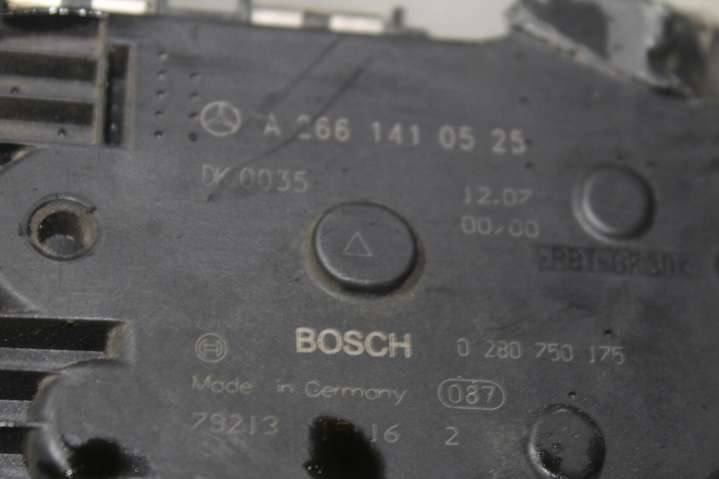 A 266 141 05 25
DK 0035
12.07
00/00
BOSCH 0 280 750 175
Made in Germany 087
79213 16 2